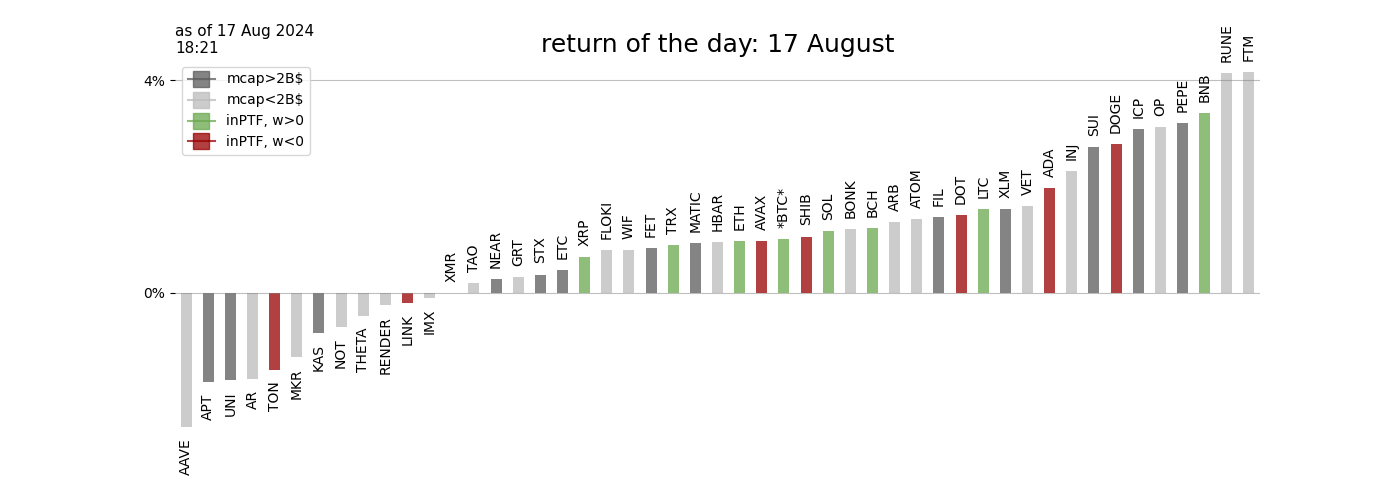 as of 17 Aug 2024
18:21
return of the day: 17 August
4%
0%
mcap>2B$
mcap<2B$
inPTF, w>0
inPTF, w<0
AAVE
APT
UNI
AR
TON
MKR
KAS
NOT
THETA
RENDER
LINK
IMX
XMR
TAO
NEAR
GRT
STX
ETC
XRP
FLOKI
WIF
FET
TRX
MATIC
HBAR
ETH
AVAX
*BTC*
SHIB
SOL
BONK
BCH
ARB
ATOM
FIL
DOT
LTC
XLM
VET
ADA
INJ
SUI
DOGE
ICP
OP
PEPE
BNB
RUNE
FTM